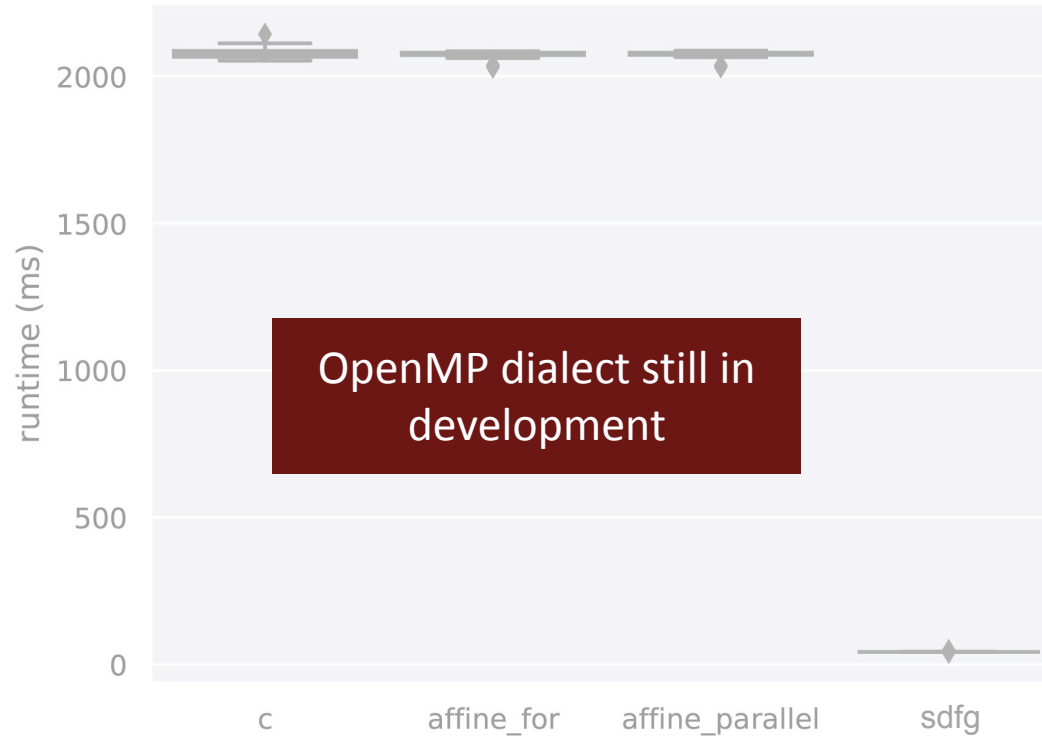 2000
1500
runtime (ms)
1000
500
0
OpenMP dialect still in
development
c affine_for affine_parallel sdfg